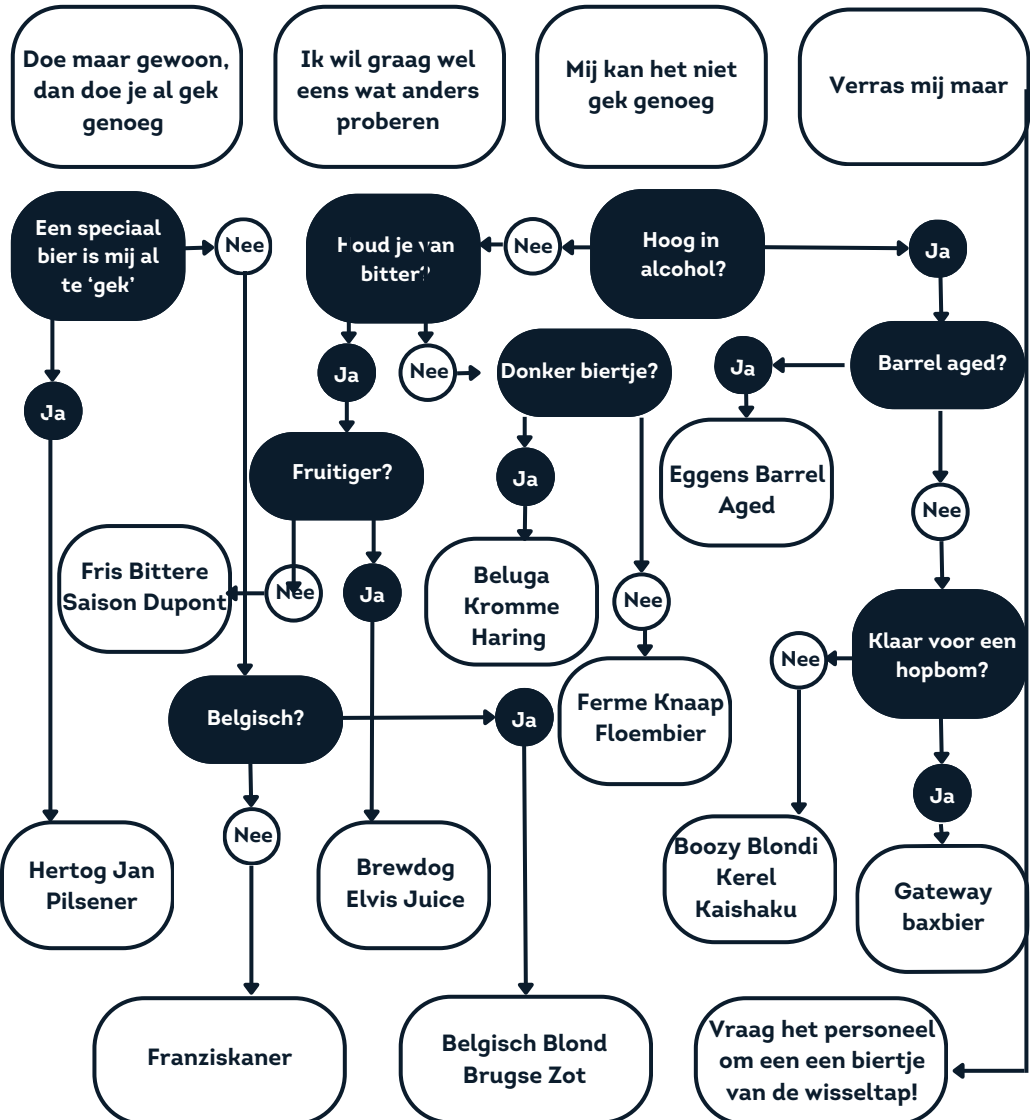 Doe maar gewoon,
dan doe je al gek
genoeg
Ik wil graag wel
eens wat anders
proberen
Mij kan het niet
gek genoeg
Verras mij maar
Een speciaal
bier is mij al
te ‘gek’
Nee
Houd je van
bitter?
Nee
Hoog in
alcohol?
Ja
Ja
Ja
Nee
Donker biertje?
Ja
Barrel aged?
Fruitiger?
Ja
Eggens Barrel
Aged
Nee
Fris Bittere
Saison Dupont
Nee
Ja
Beluga
Kromme
Haring
Nee
Klaar voor een
hopbom?
Nee
Belgisch?
Ja
Ferme Knaap
Floembier
Ja
Nee
Hertog Jan
Pilsener
Brewdog
Elvis Juice
Boozy Blondi
Kerel
Kaishaku
Gateway
baxbier
Franziskaner
Belgisch Blond
Brugse Zot
Vraag het personeel
om een een biertje
van de wisseltap!